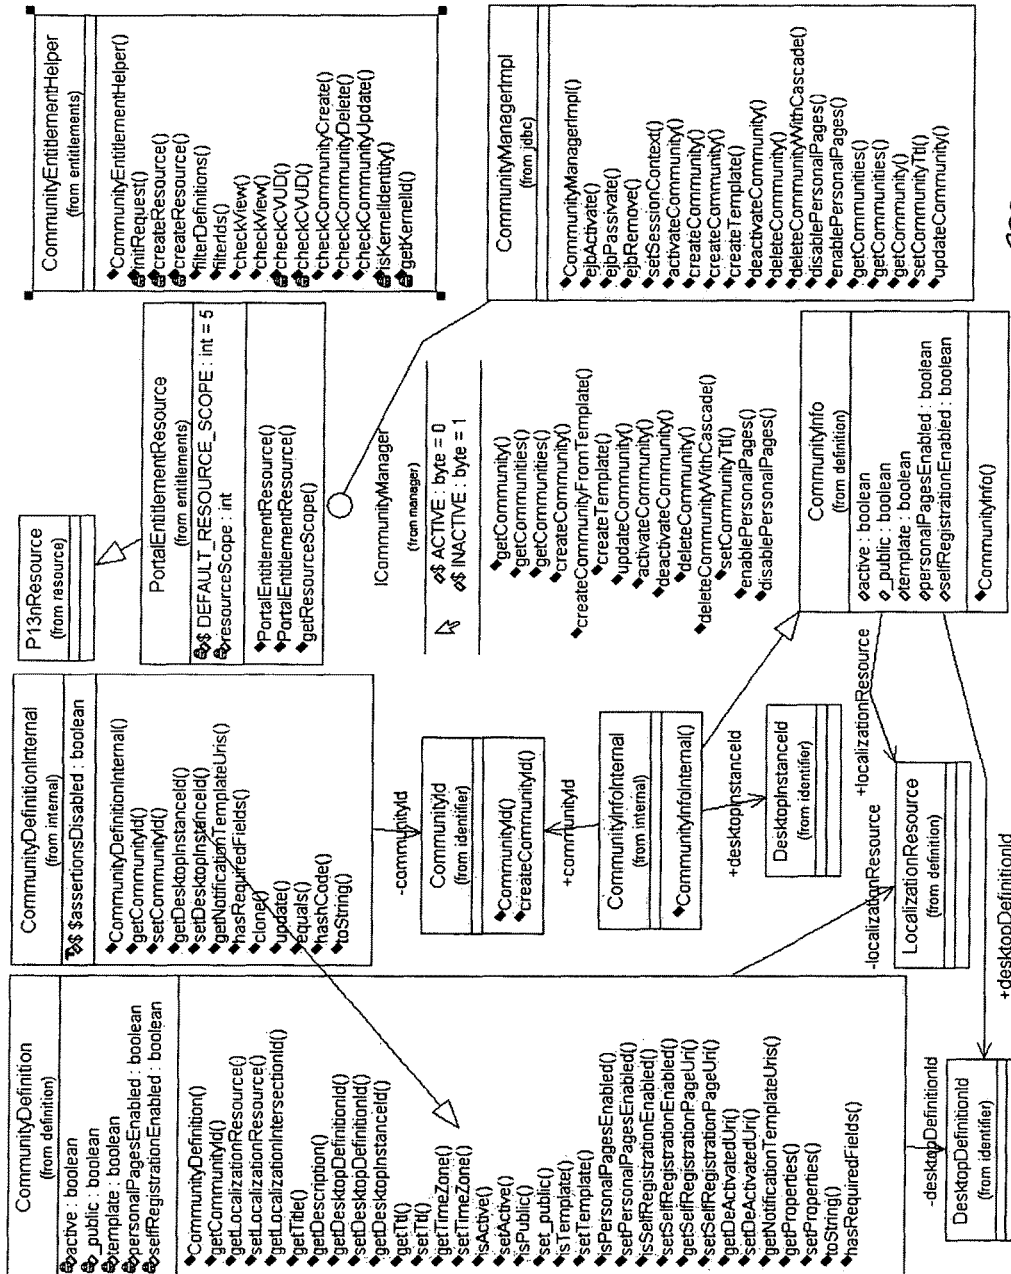 CommunityDefinition
(from definition)
active : boolean
_public : boolean
template : boolean
personalPagesEnabled : boolean
selfRegistrationEnabled : boolean
CommunityDefinition()
getCommunityId()
getLocalizationResource()
setLocalizationResource()
getLocalizationIntersectionId()
getTitle()
getDescription()
getDesktopDefinitionId()
setDesktopDefinitionId()
getDesktopInstanceId()
getTtl()
setTtl()
getTimeZone()
setTimeZone()
isActive()
setActive()
isPublic()
set_public()
isTemplate()
setTemplate()
isPersonalPagesEnabled()
setPersonalPagesEnabled()
isSelfRegistrationEnabled()
setSelfRegistrationEnabled()
getSelfRegistrationPageUri()
setSelfRegistrationPageUri()
getDeActivatedUri()
setDeActivatedUri()
getNotificationTemplateUris()
getProperties()
setProperties()
toString()
hasRequiredFields()
-desktopDefinitionId
DesktopDefinitionId
(from identifier)
CommunityDefinitionInternal
(from internal)
$ $assertionsDisabled : boolean
CommunityDefinitionInternal()
getCommunityId()
setCommunityId()
getDesktopInstanceId()
setDesktopInstanceId()
getNotificationTemplateUris()
hasRequiredFields()
clone()
update()
equals()
hashCode()
toString()
-communityId
CommunityId
(from identifier)
CommunityId()
createCommunityId()
+communityId
CommunityInfoInternal
(from internal)
CommunityInfoInternal()
+desktopInstanceId
DesktopInstanceId
(from identifier)
+localizationResource
-localizationResource
LocalizationResource
(from definition)
+desktopDefinitionId
P13nResource
(from resource)
PortalEntitlementResource
(from entitlements)
$ DEFAULT_RESOURCE_SCOPE : int = 5
resourceScope : int
PortalEntitlementResource()
PortalEntitlementResource()
getResourceScope()
ICommunityManager
(from manager)
$ ACTIVE : byte = 0
$ INACTIVE : byte = 1
getCommunity()
getCommunities()
getCommunities()
createCommunity()
createCommunityFromTemplate()
createTemplate()
updateCommunity()
activateCommunity()
deactivateCommunity()
deleteCommunity()
deleteCommunityWithCascade()
setCommunityTtl()
enablePersonalPages()
disablePersonalPages()
CommunityInfo
(from definition)
active : boolean
_public : boolean
template : boolean
personalPagesEnabled : boolean
selfRegistrationEnabled : boolean
CommunityInfo()
CommunityEntitlementHelper
(from entitlements)
CommunityEntitlementHelper()
initRequest()
createResource()
createResource()
filterDefinitions()
filterIds()
checkView()
checkView()
checkCVUD()
checkCVUD()
checkCommunityCreate()
checkCommunityDelete()
checkCommunityUpdate()
isKernelIdentity()
getKernelId()
CommunityManagerImpl
(from jdbc)
CommunityManagerImpl()
ejbActivate()
ejbPassivate()
ejbRemove()
setSessionContext()
activateCommunity()
createCommunity()
createCommunity()
createTemplate()
deactivateCommunity()
deleteCommunity()
deleteCommunityWithCascade()
disablePersonalPages()
enablePersonalPages()
getCommunities()
getCommunities()
getCommunity()
setCommunityTtl()
updateCommunity()